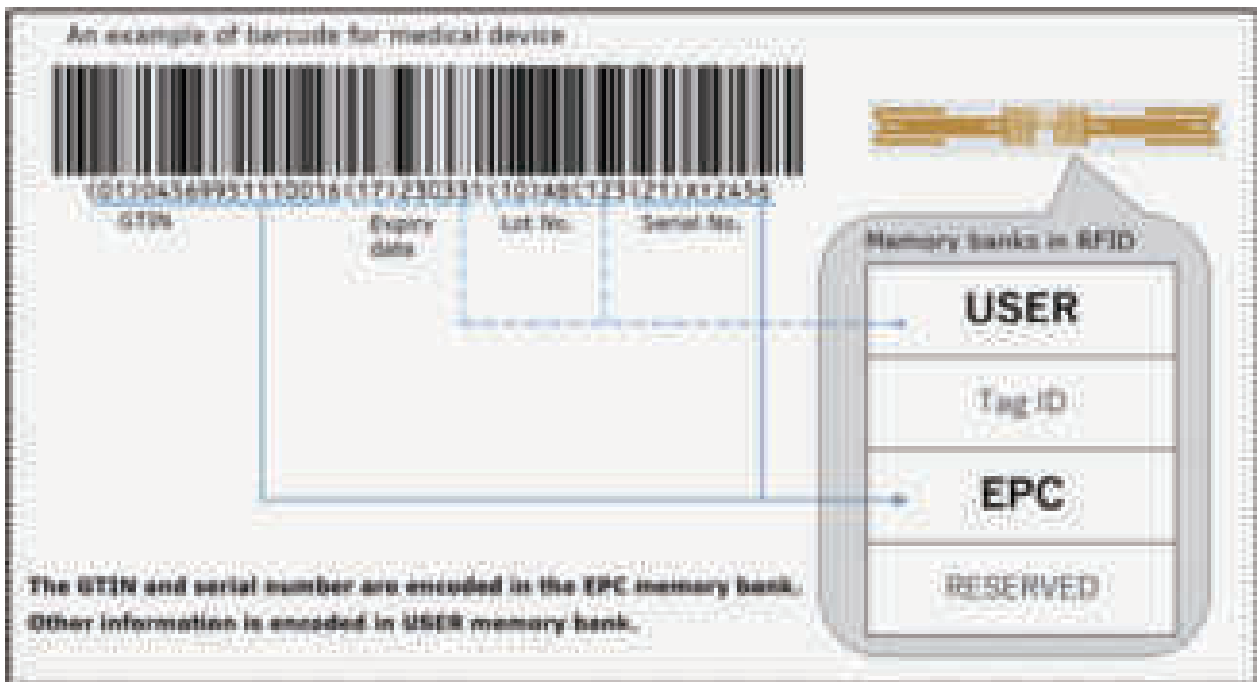 An example of barcode for medical device
(01)04569951110016(17)230331(10)ABC123(21)XYZ456
GTIN
Expiry
date
Lot No.
Serial No.
Memory banks in RFID
USER
Tag ID
EPC
RESERVED
The GTIN and serial number are encoded in the EPC memory bank.
Other information is encoded in USER memory bank.